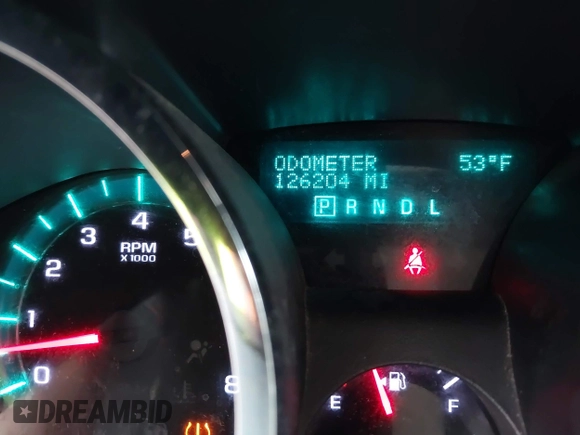 ODOMETER 53°F
126204 MI
P R N D L
4
3 5
RPM
X1000
2
1
0 8
E F
DREAMBID